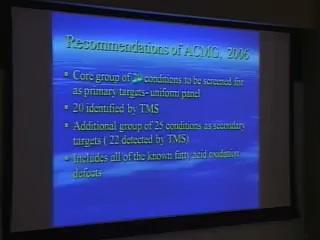 Recommendations of ACMG, 2006
Core group of 29 conditions to be screened for
as primary targets- uniform panel
20 identified by TMS
Additional group of 25 conditions as secondary
targets ( 22 detected by TMS)
Includes all of the known fatty acid oxidation
defects